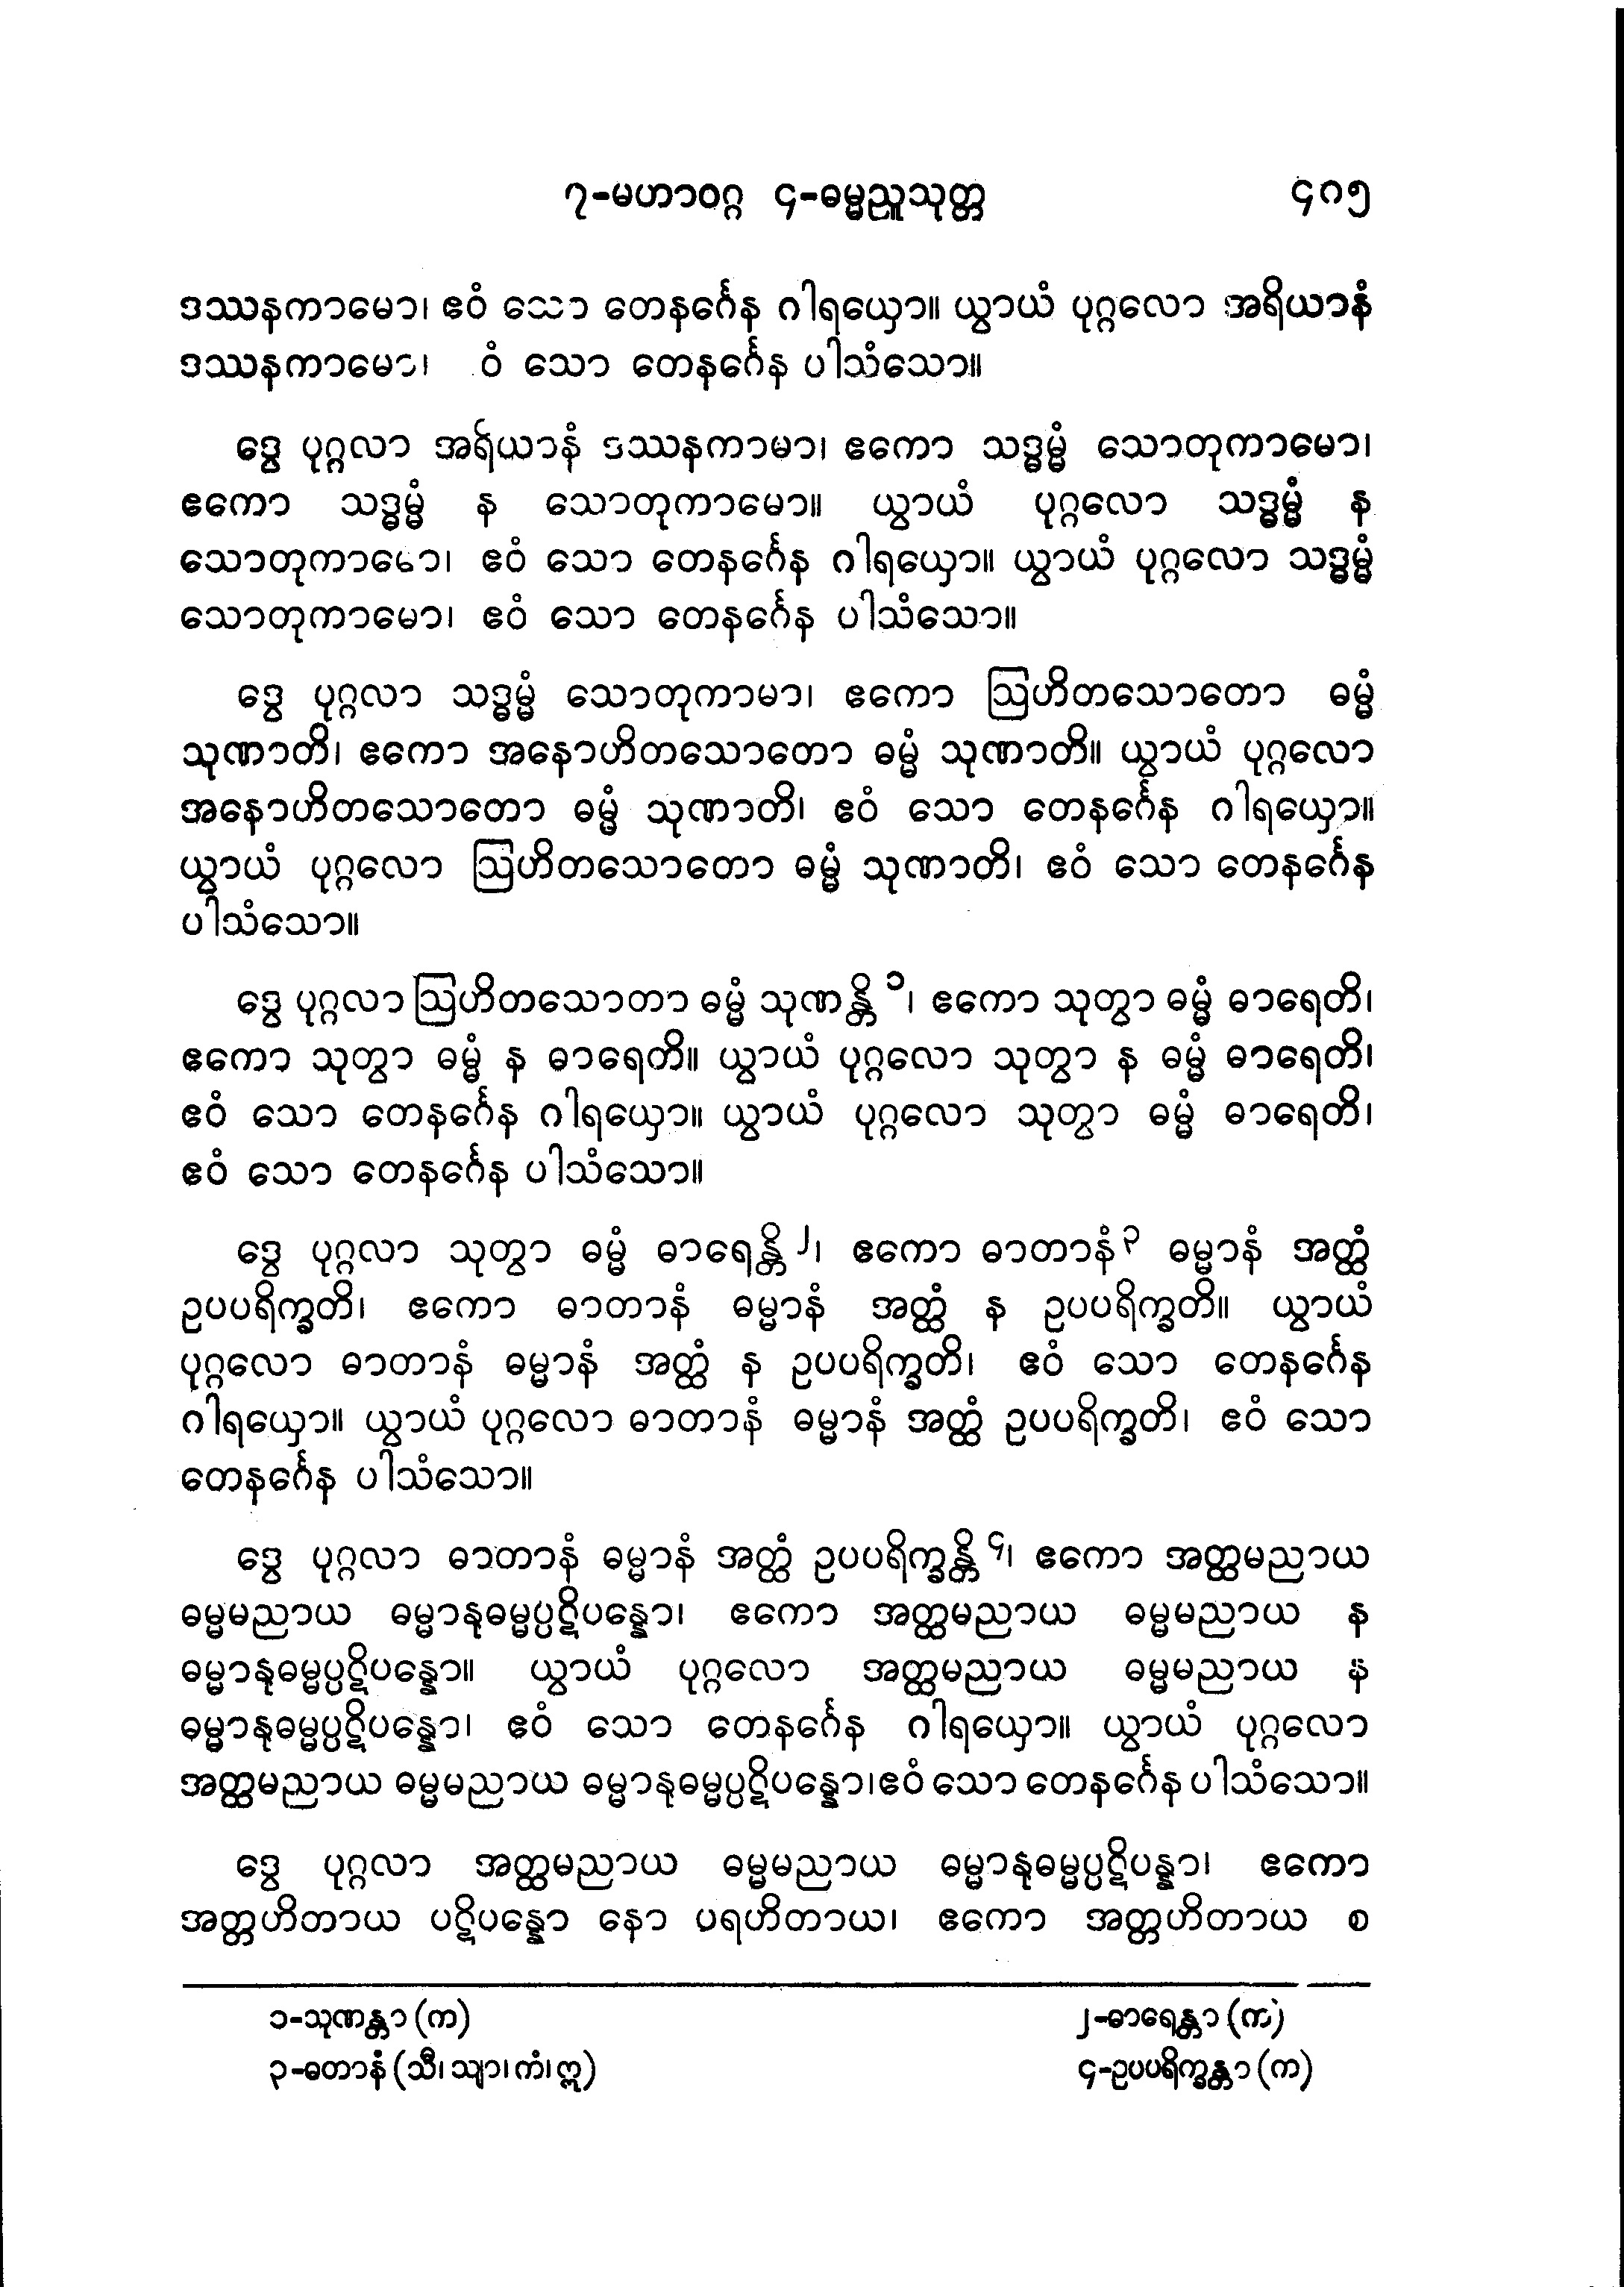 ၇-မဟာဝဂ္ဂ ၄-ဓမ္မညူသုတ္တ ၄၈၅
ဒဿနကာမော၊ ဧဝံ သော တေနင်္ဂေန ဂါရယှော။ ယွာယံ ပုဂ္ဂလော အရိယာနံ
ဒဿနကာမော၊ ဝံ သော တေနင်္ဂေန ပါသံသော။
ဒွေ ပုဂ္ဂလာ အရိယာနံ ဒဿနကာမာ၊ ဧကော သဒ္ဓမ္မံ သောတုကာမော၊
ဧကော သဒ္ဓမ္မံ န သောတုကာမော။ ယွာယံ ပုဂ္ဂလော သဒ္ဓမ္မံ န
သောတုကာမော၊ ဧဝံ သော တေနင်္ဂေန ဂါရယှော။ ယွာယံ ပုဂ္ဂလော သဒ္ဓမ္မံ
သောတုကာမော၊ ဧဝံ သော တေနင်္ဂေန ပါသံသော။
ဒွေ ပုဂ္ဂလာ သဒ္ဓမ္မံ သောတုကာမာ၊ ဧကော ဩဟိတသောတော ဓမ္မံ
သုဏာတိ၊ ဧကော အနောဟိတသောတော ဓမ္မံ သုဏာတိ။ ယွာယံ ပုဂ္ဂလော
အနောဟိတသောတော ဓမ္မံ သုဏာတိ၊ ဧဝံ သော တေနင်္ဂေန ဂါရယှော။
ယွာယံ ပုဂ္ဂလော ဩဟိတသောတော ဓမ္မံ သုဏာတိ၊ ဧဝံ သော တေနင်္ဂေန
ပါသံသော။
ဒွေ ပုဂ္ဂလာ ဩဟိတသောတာ ဓမ္မံ သုဏန္တိ ၁၊ ဧကော သုတွာ ဓမ္မံ ဓာရေတိ၊
ဧကော သုတွာ ဓမ္မံ န ဓာရေတိ။ ယွာယံ ပုဂ္ဂလော သုတွာ န ဓမ္မံ ဓာရေတိ၊
ဧဝံ သော တေနင်္ဂေန ဂါရယှော။ ယွာယံ ပုဂ္ဂလော သုတွာ ဓမ္မံ ဓာရေတိ၊
ဧဝံ သော တေနင်္ဂေန ပါသံသော။
ဒွေ ပုဂ္ဂလာ သုတွာ ဓမ္မံ ဓာရေန္တိ ၂၊ ဧကော ဓာတာနံ ၃ ဓမ္မာနံ အတ္ထံ
ဥပပရိက္ခတိ၊ ဧကော ဓာတာနံ ဓမ္မာနံ အတ္ထံ န ဥပပရိက္ခတိ။ ယွာယံ
ပုဂ္ဂလော ဓာတာနံ ဓမ္မာနံ အတ္ထံ န ဥပပရိက္ခတိ၊ ဧဝံ သော တေနင်္ဂေန
ဂါရယှော။ ယွာယံ ပုဂ္ဂလော ဓာတာနံ ဓမ္မာနံ အတ္ထံ ဥပပရိက္ခတိ၊ ဧဝံ သော
တေနင်္ဂေန ပါသံသော။
ဒွေ ပုဂ္ဂလာ ဓာတာနံ ဓမ္မာနံ အတ္ထံ ဥပပရိက္ခန္တိ ၄၊ ဧကော အတ္ထမညာယ
ဓမ္မမညာယ ဓမ္မာနုဓမ္မပ္ပဋိပန္နော၊ ဧကော အတ္ထမညာယ ဓမ္မမညာယ န
ဓမ္မာနုဓမ္မပ္ပဋိပန္နော။ ယွာယံ ပုဂ္ဂလော အတ္ထမညာယ ဓမ္မမညာယ န
ဓမ္မာနုဓမ္မပ္ပဋိပန္နော၊ ဧဝံ သော တေနင်္ဂေန ဂါရယှော။ ယွာယံ ပုဂ္ဂလော
အတ္ထမညာယ ဓမ္မမညာယ ဓမ္မာနုဓမ္မပ္ပဋိပန္နော၊ဧဝံ သော တေနင်္ဂေန ပါသံသော။
ဒွေ ပုဂ္ဂလာ အတ္ထမညာယ ဓမ္မမညာယ ဓမ္မာနုဓမ္မပ္ပဋိပန္နာ၊ ဧကော
အတ္တဟိတာယ ပဋိပန္နော နော ပရဟိတာယ၊ ဧကော အတ္တဟိတာယ စ
၁-သုဏန္တာ (က) ၂-ဓာရေန္တာ (က)
၃-ဓတာနံ (သီ၊ သျာ၊ ကံ၊ ဣ) ၄-ဥပပရိက္ခန္တာ (က)